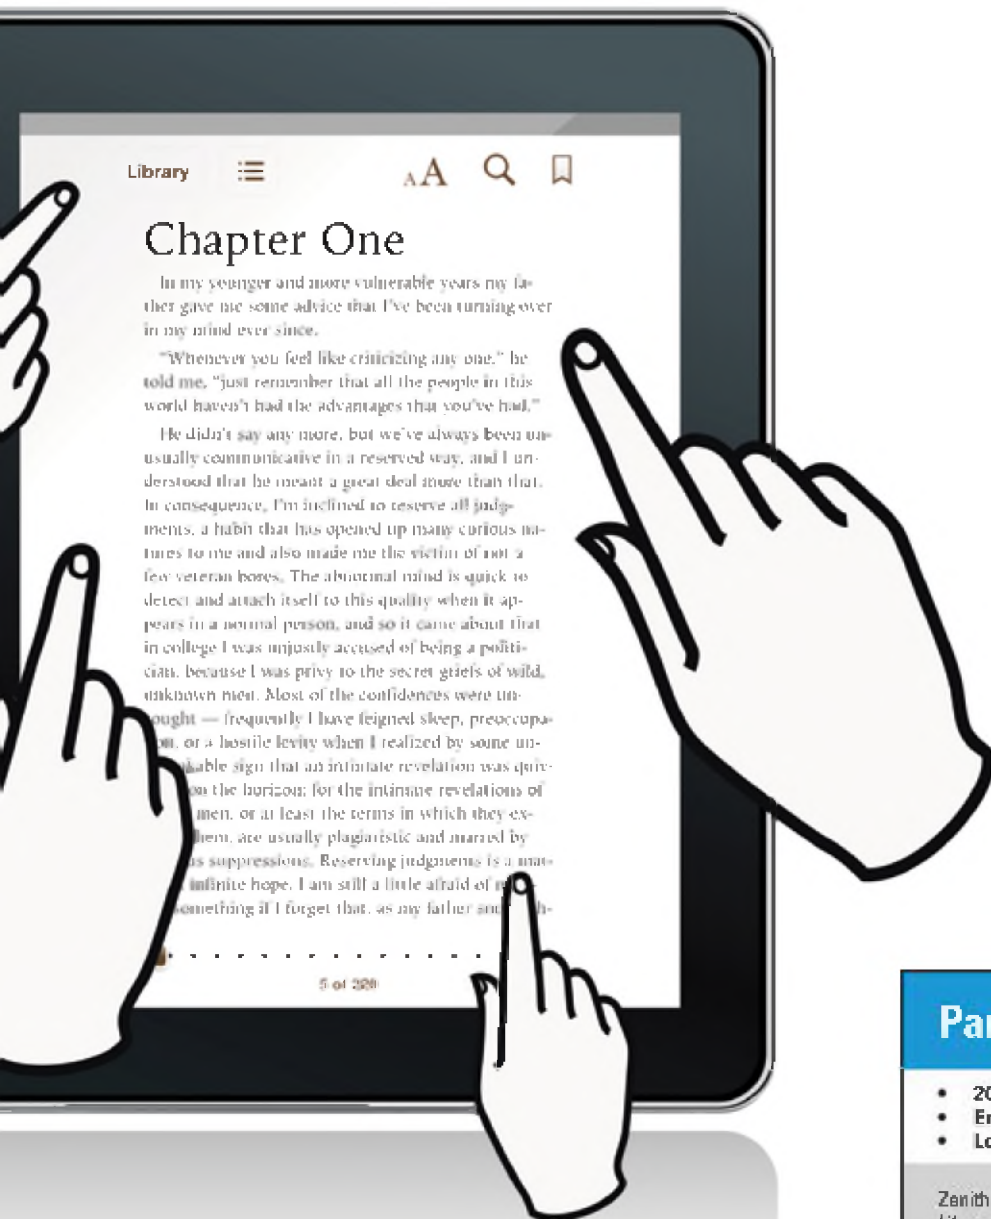 Library
AA
Chapter One
In my younger and more vulnerable years my fa-
ther gave me some advice that I've been turning over
in my mind ever since.
"Whenever you feel like criticizing any one," he
told me, "just remember that all the people in this
world haven't had the advantages that you've had."
He didn't say any more, but we've always been un-
usually communicative in a reserved way, and I un-
derstood that he meant a great deal more than that.
In consequence, I'm inclined to reserve all judg-
ments, a habit that has opened up many curious na-
tures to me and also made me the victim of not a
few veteran bores. The abnormal mind is quick to
detect and attach itself to this quality when it ap-
pears in a normal person, and so it came about that
in college I was unjustly accused of being a politi-
cian, because I was privy to the secret griefs of wild,
unknown men. Most of the confidences were un-
ought — frequently I have feigned sleep, preoccupa-
on, or a hostile levity when I realized by some un-
kable sign that an intimate revelation was quiv-
on the horizon; for the intimate revelations of
men, or at least the terms in which they ex-
hem, are usually plagiaristic and marred by
s suppressions. Reserving judgments is a mat-
infinite hope. I am still a little afraid of
something if I forget that, as my father
5 of 320
Par
• 20
• En
• Lo
Zenith